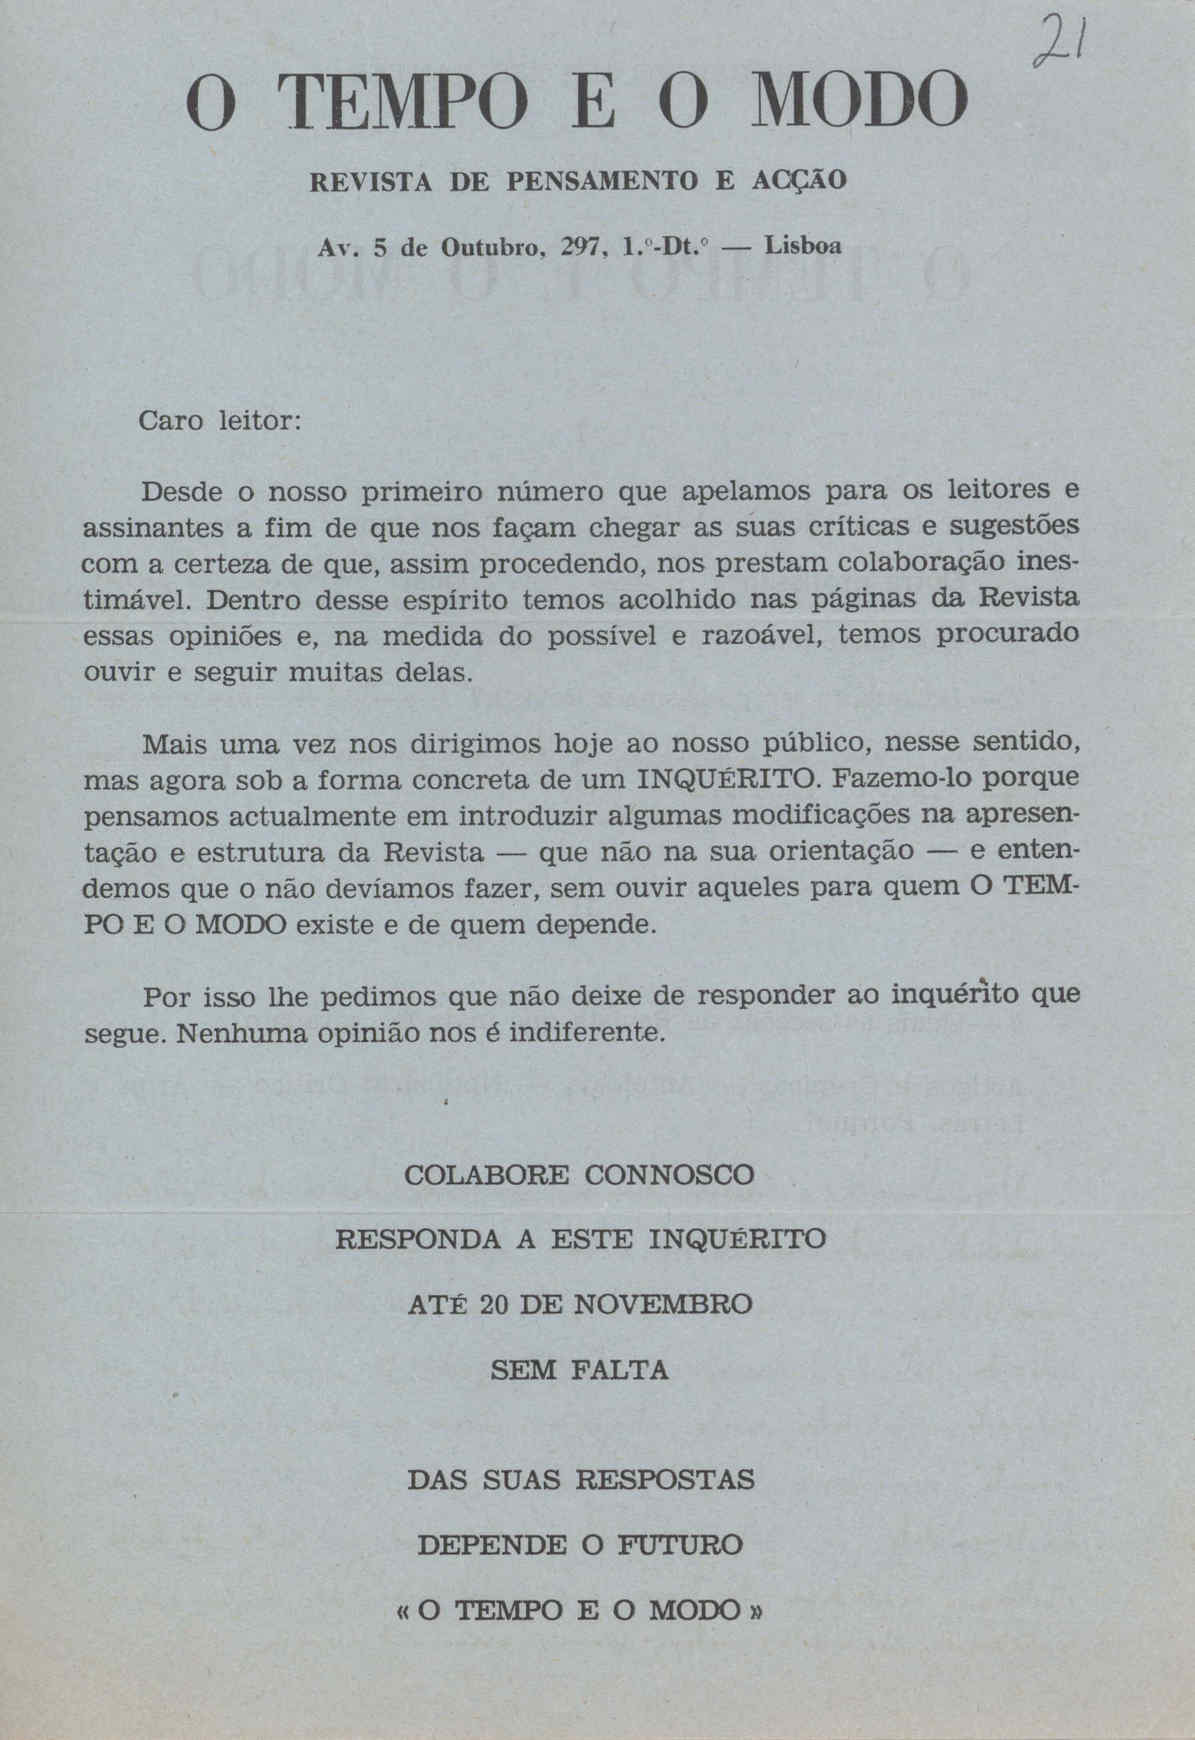 21
O TEMPO E O MODO
REVISTA DE PENSAMENTO E ACÇÃO
Av. 5 de Outubro, 297, 1.º-Dt.º — Lisboa
Caro leitor:
Desde o nosso primeiro número que apelamos para os leitores e
assinantes a fim de que nos façam chegar as suas críticas e sugestões
com a certeza de que, assim procedendo, nos prestam colaboração ines-
timável. Dentro desse espírito temos acolhido nas páginas da Revista
essas opiniões e, na medida do possível e razoável, temos procurado
ouvir e seguir muitas delas.
Mais uma vez nos dirigimos hoje ao nosso público, nesse sentido,
mas agora sob a forma concreta de um INQUÉRITO. Fazemo-lo porque
pensamos actualmente em introduzir algumas modificações na apresen-
tação e estrutura da Revista — que não na sua orientação — e enten-
demos que o não devíamos fazer, sem ouvir aqueles para quem O TEM-
PO E O MODO existe e de quem depende.
Por isso lhe pedimos que não deixe de responder ao inquérito que
segue. Nenhuma opinião nos é indiferente.
COLABORE CONNOSCO
RESPONDA A ESTE INQUÉRITO
ATÉ 20 DE NOVEMBRO
SEM FALTA
DAS SUAS RESPOSTAS
DEPENDE O FUTURO
« O TEMPO E O MODO »